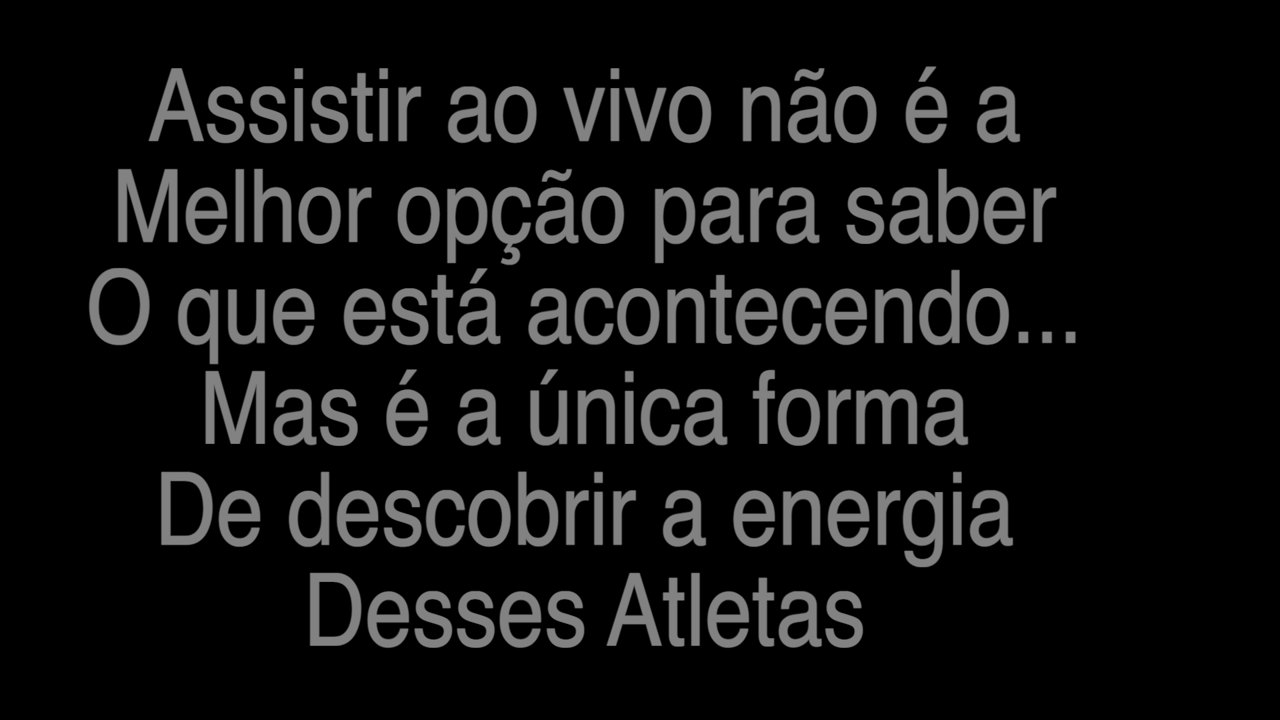 Assistir ao vivo não é a
Melhor opção para saber
O que está acontecendo...
Mas é a única forma
De descobrir a energia
Desses Atletas